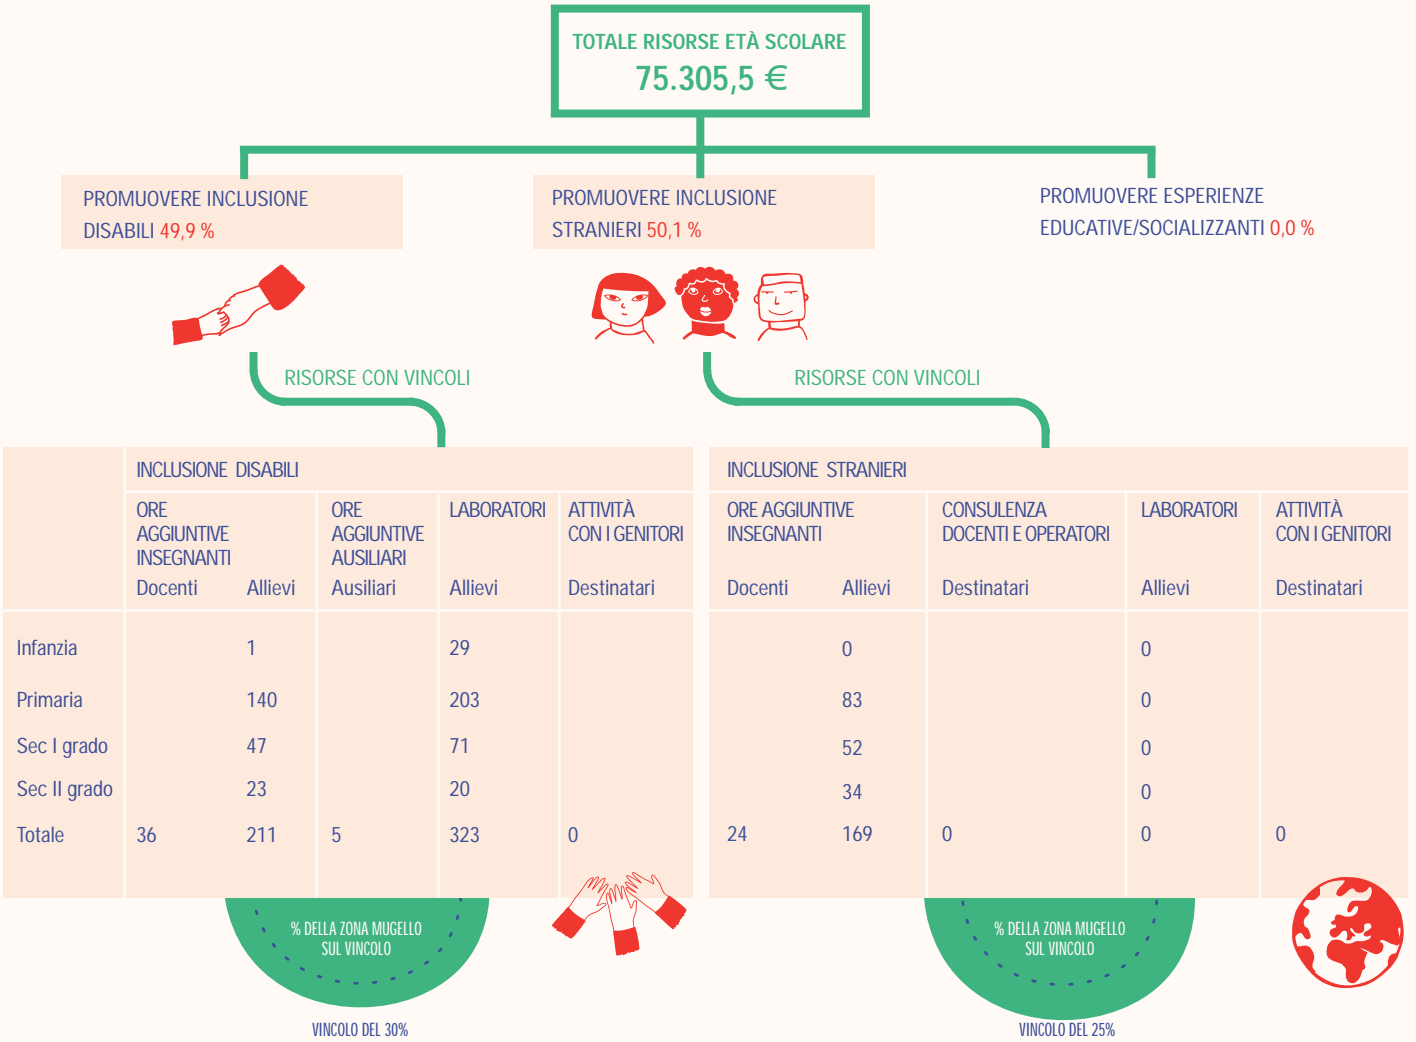 TOTALE RISORSE ETÀ SCOLARE
75.305,5 €
PROMUOVERE INCLUSIONE
DISABILI 49,9 %
PROMUOVERE INCLUSIONE
STRANIERI 50,1 %
PROMUOVERE ESPERIENZE
EDUCATIVE/SOCIALIZZANTI 0,0 %
RISORSE CON VINCOLI
RISORSE CON VINCOLI
INCLUSIONE DISABILI
ORE
AGGIUNTIVE
INSEGNANTI
ORE
AGGIUNTIVE
AUSILIARI
LABORATORI
ATTIVITÀ
CON I GENITORI
Docenti Allievi Ausiliari Allievi Destinatari
Infanzia 1 29
Primaria 140 203
Sec I grado 47 71
Sec II grado 23 20
Totale 36 211 5 323 0
% DELLA ZONA MUGELLO
SUL VINCOLO
VINCOLO DEL 30%
INCLUSIONE STRANIERI
ORE AGGIUNTIVE
INSEGNANTI
CONSULENZA
DOCENTI E OPERATORI
LABORATORI
ATTIVITÀ
CON I GENITORI
Docenti Allievi Destinatari Allievi Destinatari
0 0
83 0
52 0
34 0
24 169 0 0 0
% DELLA ZONA MUGELLO
SUL VINCOLO
VINCOLO DEL 25%